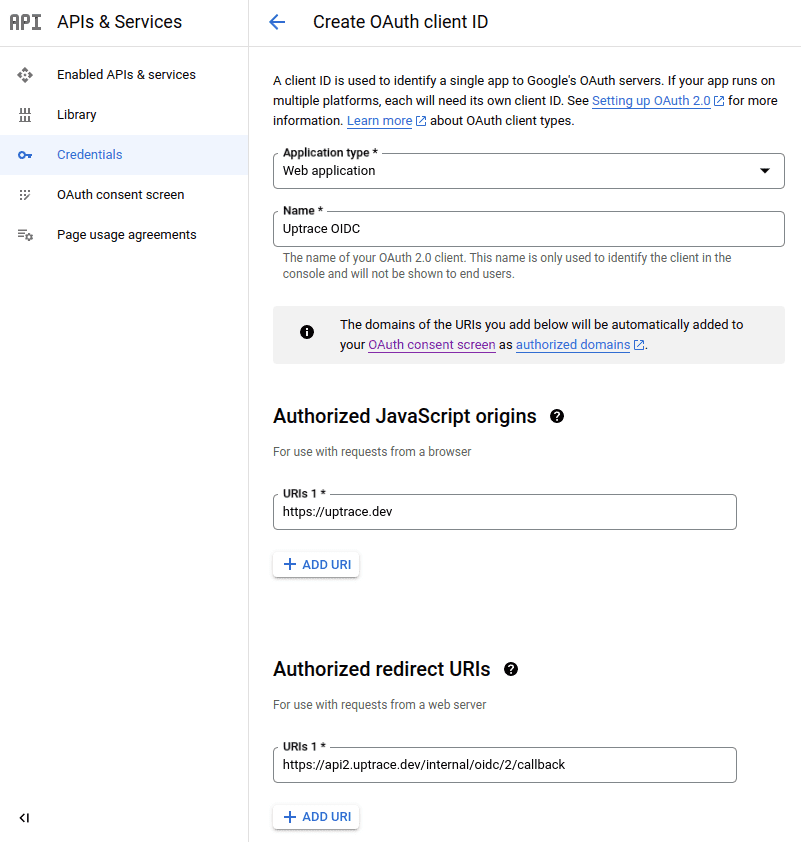 API APIs & Services
Enabled APIs & services
Library
Credentials
OAuth consent screen
Page usage agreements
Create OAuth client ID
A client ID is used to identify a single app to Google's OAuth servers. If your app runs on
multiple platforms, each will need its own client ID. See Setting up OAuth 2.0 for more
information. Learn more about OAuth client types.
Application type *
Web application
Name *
Uptrace OIDC
The name of your OAuth 2.0 client. This name is only used to identify the client in the
console and will not be shown to end users.
The domains of the URIs you add below will be automatically added to
your OAuth consent screen as authorized domains.
Authorized JavaScript origins
For use with requests from a browser
URIs 1 *
https://uptrace.dev
+ ADD URI
Authorized redirect URIs
For use with requests from a web server
URIs 1 *
https://api2.uptrace.dev/internal/oidc/2/callback
+ ADD URI